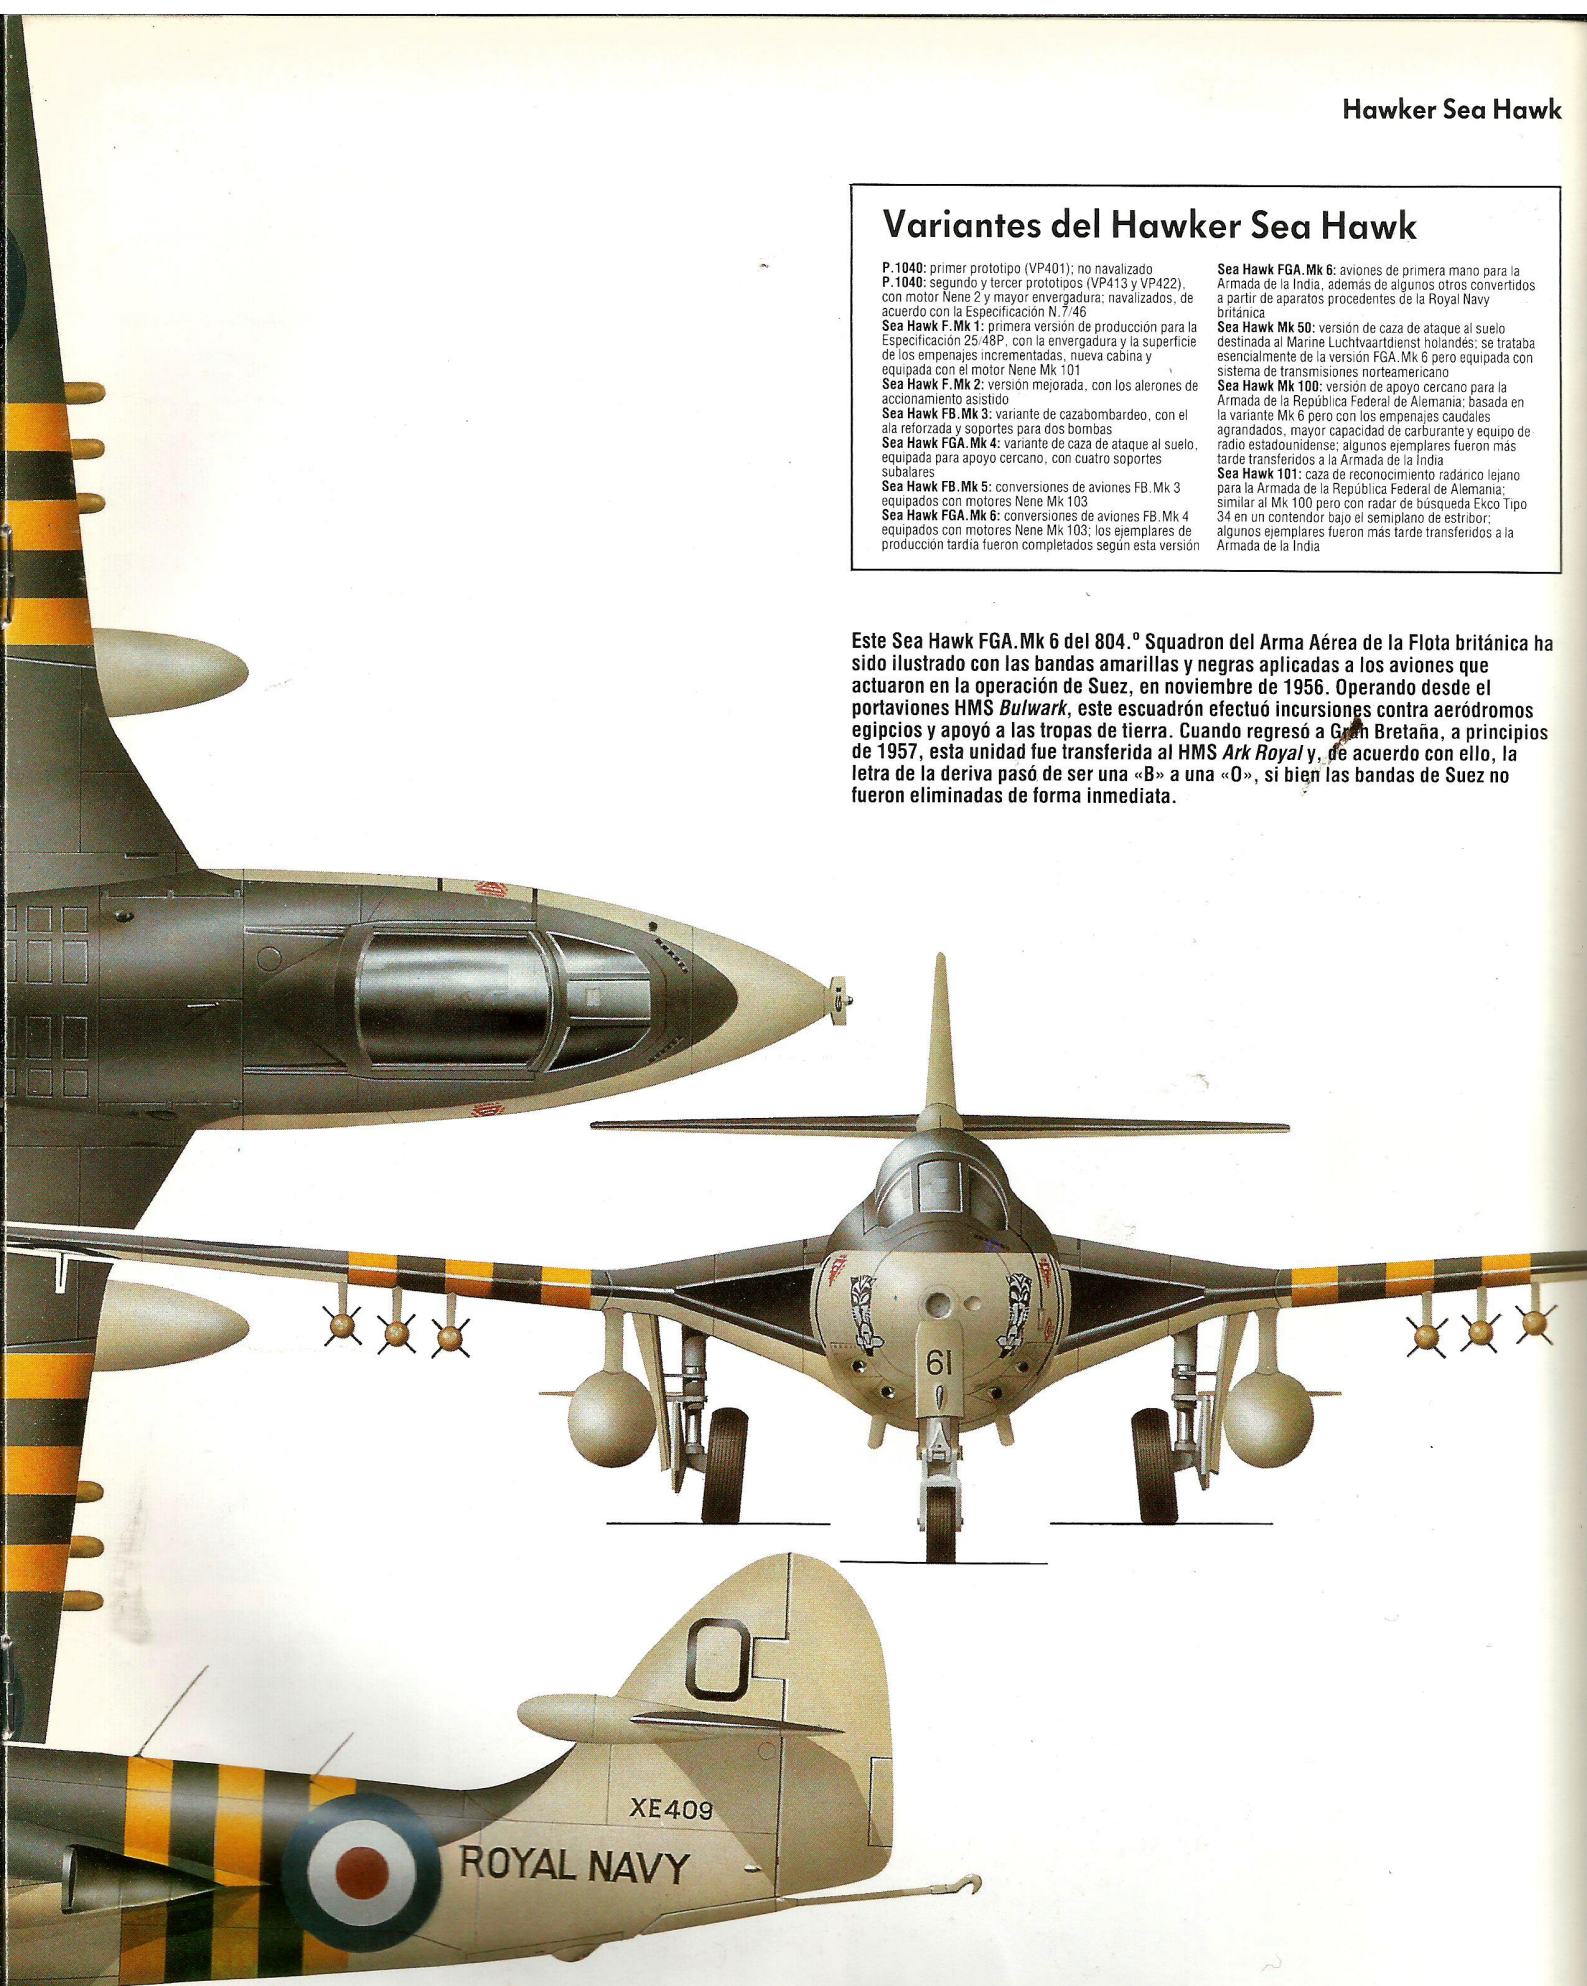 Hawker Sea Hawk
Variantes del Hawker Sea Hawk
P.1040: primer prototipo (VP401); no navalizado
P.1040: segundo y tercer prototipos (VP413 y VP422),
con motor Nene 2 y mayor envergadura; navalizados, de
acuerdo con la Especificación N.7/46
Sea Hawk F.Mk 1: primera versión de producción para la
Especificación 25/48P, con la envergadura y la superficie
de los empenajes incrementadas, nueva cabina y
equipada con el motor Nene Mk 101
Sea Hawk F.Mk 2: versión mejorada, con los alerones de
accionamiento asistido
Sea Hawk FB.Mk 3: variante de cazabombardeo, con el
ala reforzada y soportes para dos bombas
Sea Hawk FGA.Mk 4: variante de caza de ataque al suelo,
equipada para apoyo cercano, con cuatro soportes
subalares
Sea Hawk FB.Mk 5: conversiones de aviones FB.Mk 3
equipados con motores Nene Mk 103
Sea Hawk FGA.Mk 6: conversiones de aviones FB.Mk 4
equipados con motores Nene Mk 103; los ejemplares de
producción tardía fueron completados según esta versión
Sea Hawk FGA.Mk 6: aviones de primera mano para la
Armada de la India, además de algunos otros convertidos
a partir de aparatos procedentes de la Royal Navy
británica
Sea Hawk Mk 50: versión de caza de ataque al suelo
destinada al Marine Luchtvaartdienst holandés; se trataba
esencialmente de la versión FGA.Mk 6 pero equipada con
sistema de transmisiones norteamericano
Sea Hawk Mk 100: versión de apoyo cercano para la
Armada de la República Federal de Alemania; basada en
la variante Mk 6 pero con los empenajes caudales
agrandados, mayor capacidad de carburante y equipo de
radio estadounidense; algunos ejemplares fueron más
tarde transferidos a la Armada de la India
Sea Hawk 101: caza de reconocimiento radárico lejano
para la Armada de la República Federal de Alemania;
similar al Mk 100 pero con radar de búsqueda Ekco Tipo
34 en un contendor bajo el semiplano de estribor;
algunos ejemplares fueron más tarde transferidos a la
Armada de la India
Este Sea Hawk FGA.Mk 6 del 804.º Squadron del Arma Aérea de la Flota británica ha
sido ilustrado con las bandas amarillas y negras aplicadas a los aviones que
actuaron en la operación de Suez, en noviembre de 1956. Operando desde el
portaviones HMS Bulwark, este escuadrón efectuó incursiones contra aeródromos
egipcios y apoyó a las tropas de tierra. Cuando regresó a Gran Bretaña, a principios
de 1957, esta unidad fue transferida al HMS Ark Royal y, de acuerdo con ello, la
letra de la deriva pasó de ser una «B» a una «O», si bien las bandas de Suez no
fueron eliminadas de forma inmediata.
61
O
XE409
ROYAL NAVY